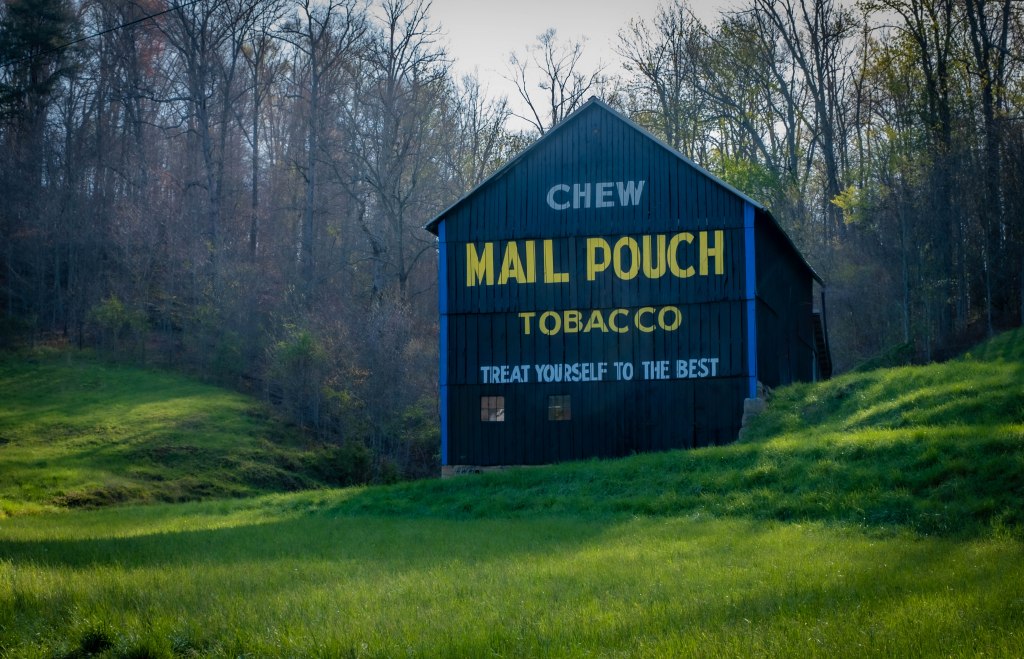 CHEW
MAIL POUCH
TOBACCO
TREAT YOURSELF TO THE BEST